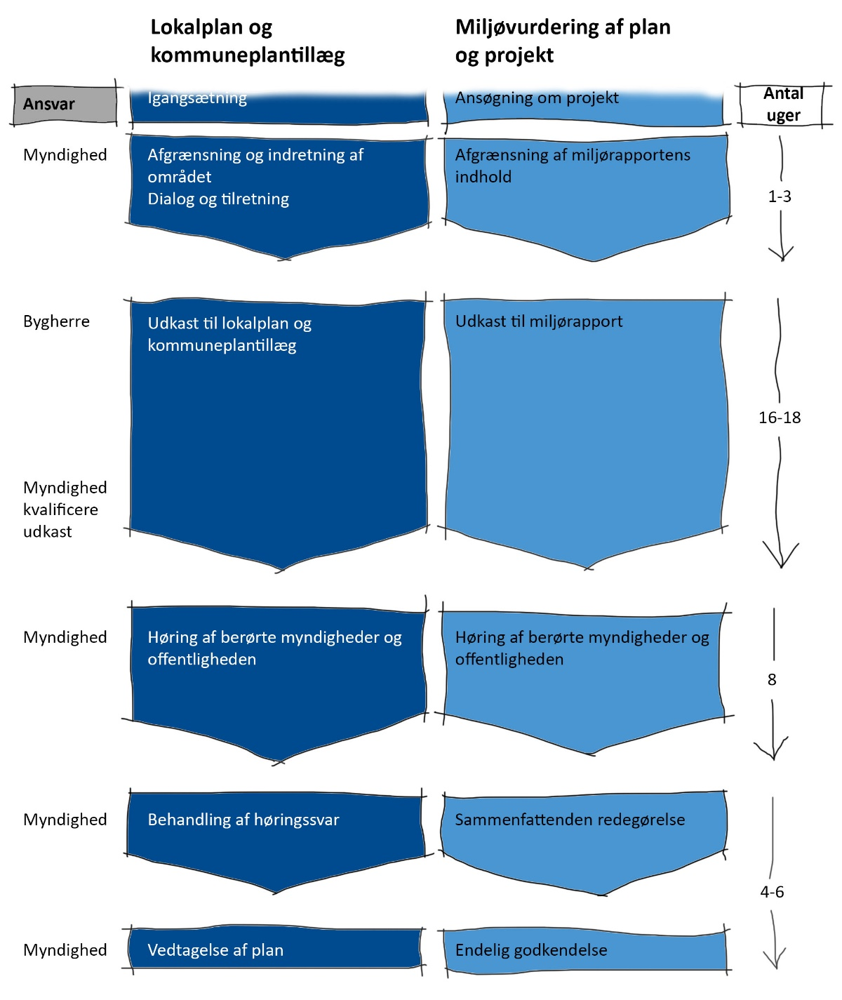 Lokalplan og
kommuneplantillæg
Miljøvurdering af plan
og projekt
Ansvar
Igangsætning
Ansøgning om projekt
Antal
uger
Myndighed
Afgrænsning og indretning af
området
Dialog og tilretning
Afgrænsning af miljørapportens
indhold
1-3
Bygherre
Udkast til lokalplan og
kommuneplantillæg
Udkast til miljørapport
16-18
Myndighed
kvalificere
udkast
Myndighed
Høring af berørte myndigheder og
offentligheden
Høring af berørte myndigheder og
offentligheden
8
Myndighed
Behandling af høringssvar
Sammenfattenden redegørelse
4-6
Myndighed
Vedtagelse af plan
Endelig godkendelse